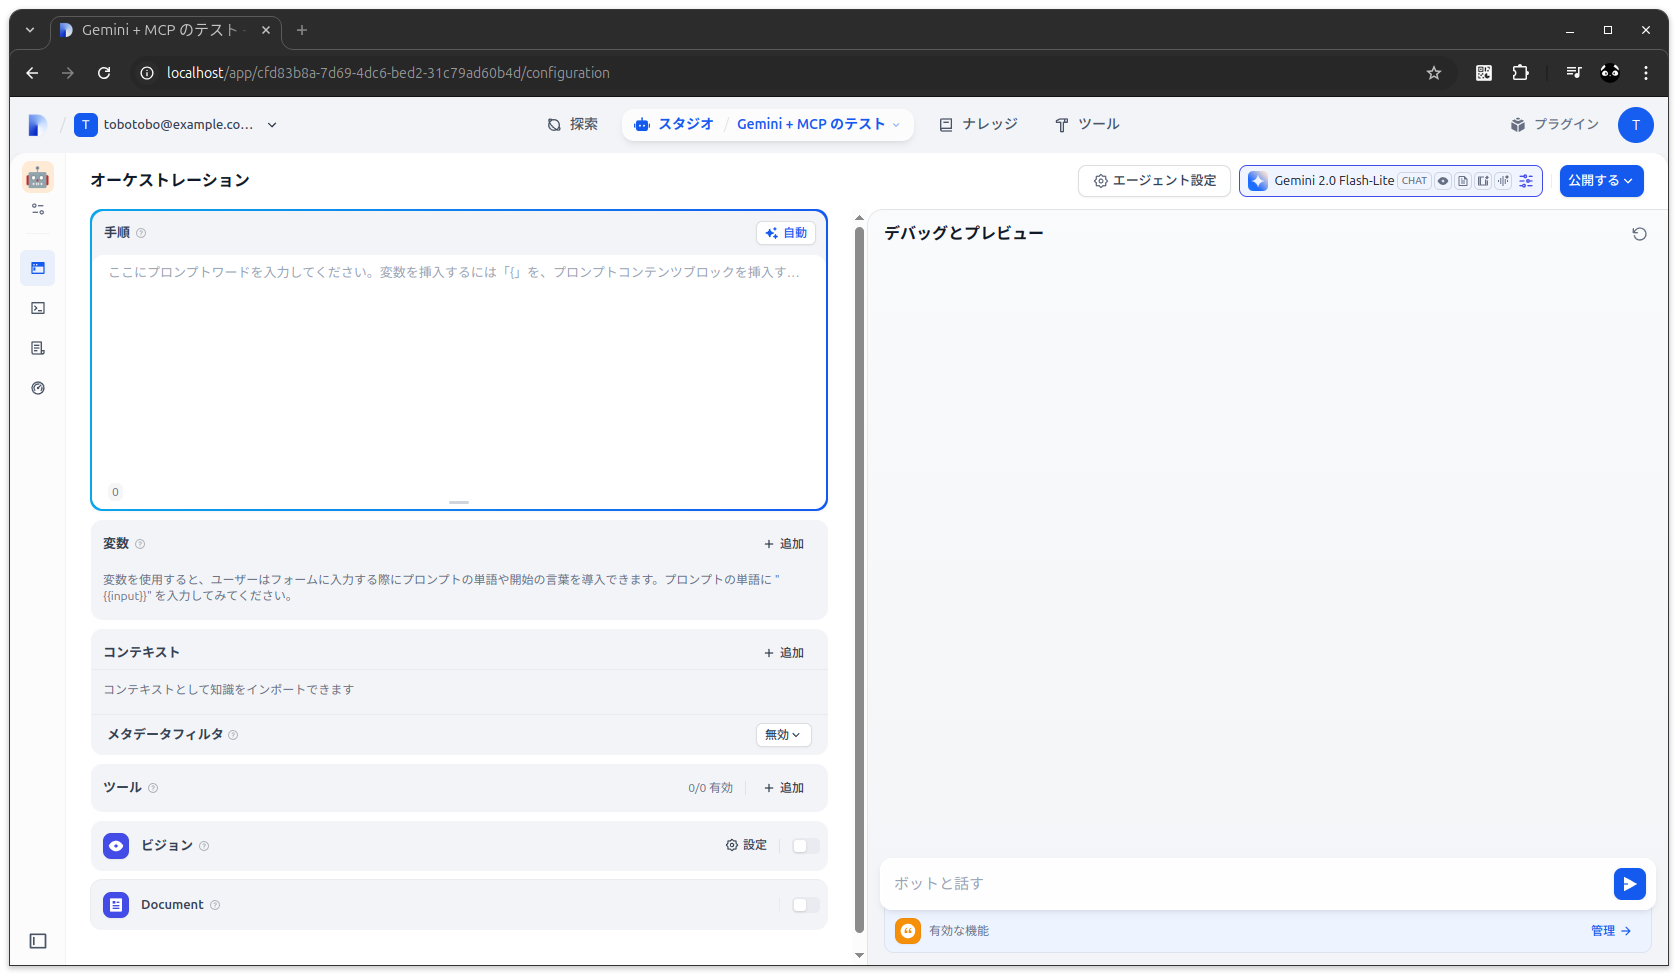 Gemini + MCP のテスト -
localhost/app/cfd83b8a-7d69-4dc6-bed2-31c79ad60b4d/configuration
/ T tobotobo@example.co...
探索
スタジオ / Gemini + MCP のテスト
ナレッジ
ツール
プラグイン
T
オーケストレーション
エージェント設定
Gemini 2.0 Flash-Lite CHAT
公開する
手順
自動
ここにプロンプトワードを入力してください。変数を挿入するには「{」を、プロンプトコンテンツブロックを挿入す...
0
変数
+ 追加
変数を使用すると、ユーザーはフォームに入力する際にプロンプトの単語や開始の言葉を導入できます。プロンプトの単語に "
{{input}}" を入力してみてください。
コンテキスト
+ 追加
コンテキストとして知識をインポートできます
メタデータフィルタ
無効
ツール
0/0 有効
+ 追加
ビジョン
設定
Document
デバッグとプレビュー
ボットと話す
有効な機能
管理 →